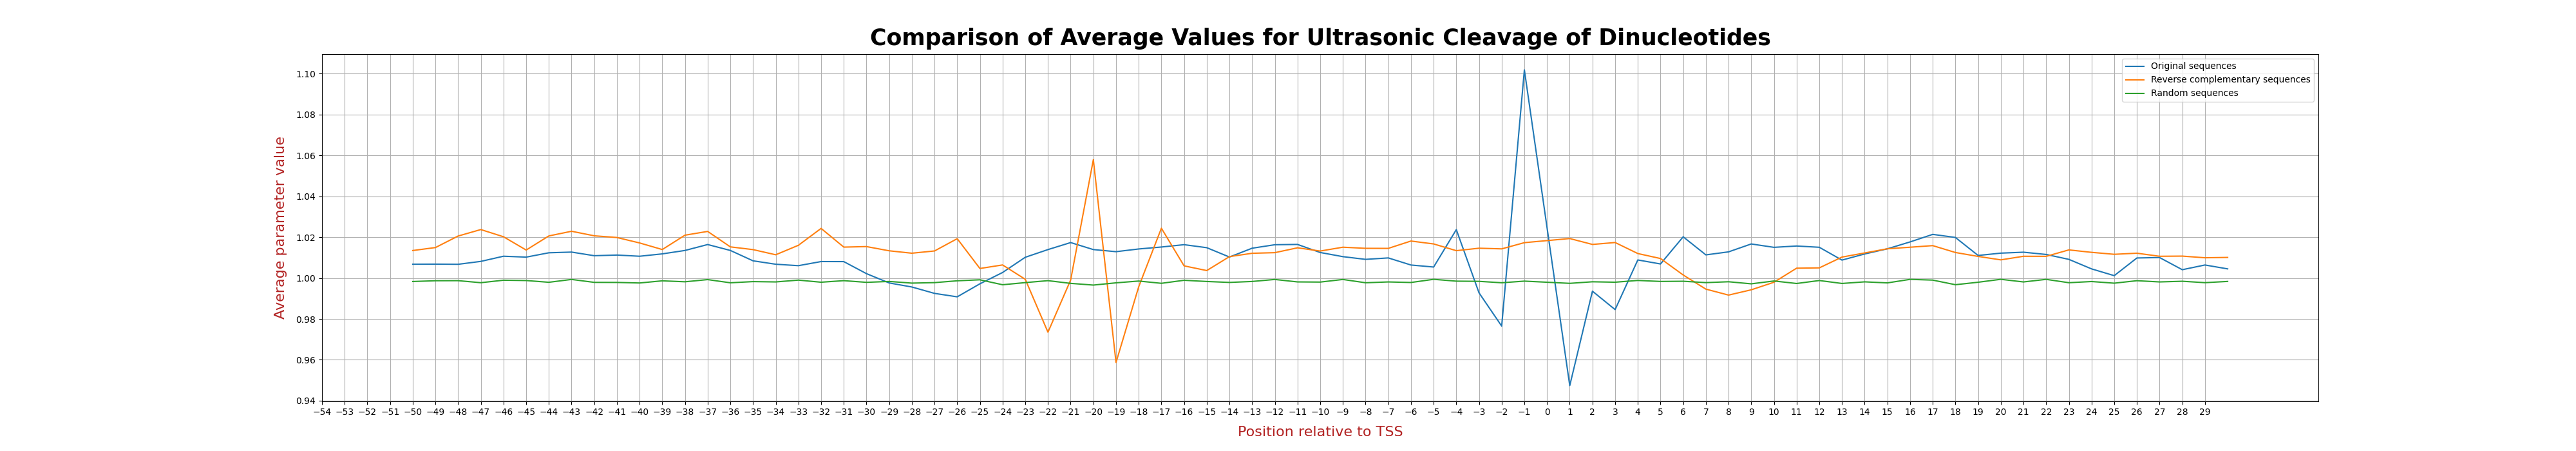 Comparison of Average Values for Ultrasonic Cleavage of Dinucleotides
Original sequences
Reverse complementary sequences
Random sequences
Average parameter value
1.10
1.08
1.06
1.04
1.02
1.00
0.98
0.96
0.94
−54 −53 −52 −51 −50 −49 −48 −47 −46 −45 −44 −43 −42 −41 −40 −39 −38 −37 −36 −35 −34 −33 −32 −31 −30 −29 −28 −27 −26 −25 −24 −23 −22 −21 −20 −19 −18 −17 −16 −15 −14 −13 −12 −11 −10 −9 −8 −7 −6 −5 −4 −3 −2 −1 0 1 2 3 4 5 6 7 8 9 10 11 12 13 14 15 16 17 18 19 20 21 22 23 24 25 26 27 28 29
Position relative to TSS